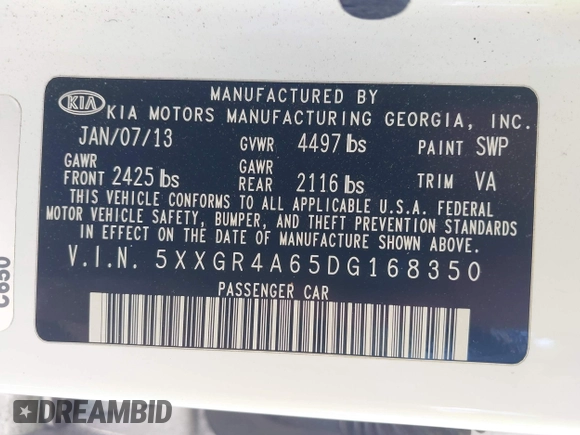 MANUFACTURED BY
KIA KIA MOTORS MANUFACTURING GEORGIA, INC.
JAN/07/13 GVWR 4497 lbs PAINT SWP
GAWR FRONT 2425 lbs GAWR REAR 2116 lbs TRIM VA
THIS VEHICLE CONFORMS TO ALL APPLICABLE U.S.A. FEDERAL
MOTOR VEHICLE SAFETY, BUMPER, AND THEFT PREVENTION STANDARDS
IN EFFECT ON THE DATE OF MANUFACTURE SHOWN ABOVE.
V.I.N. 5XXGR4A65DG168350
PASSENGER CAR
C650
DREAMBID